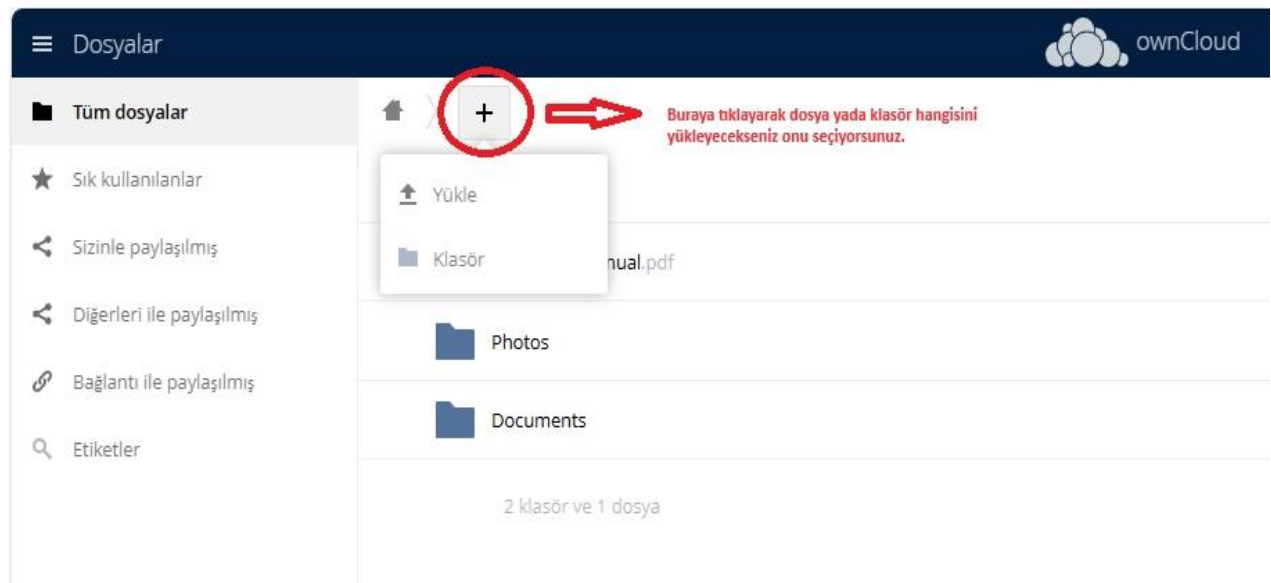 Dosyalar
ownCloud
Tüm dosyalar
Sık kullanılanlar
Sizinle paylaşılmış
Diğerleri ile paylaşılmış
Bağlantı ile paylaşılmış
Etiketler
+
Buraya tıklayarak dosya yada klasör hangisini
yükleyecekseniz onu seçiyorsunuz.
Yükle
Klasör
nual.pdf
Photos
Documents
2 klasör ve 1 dosya